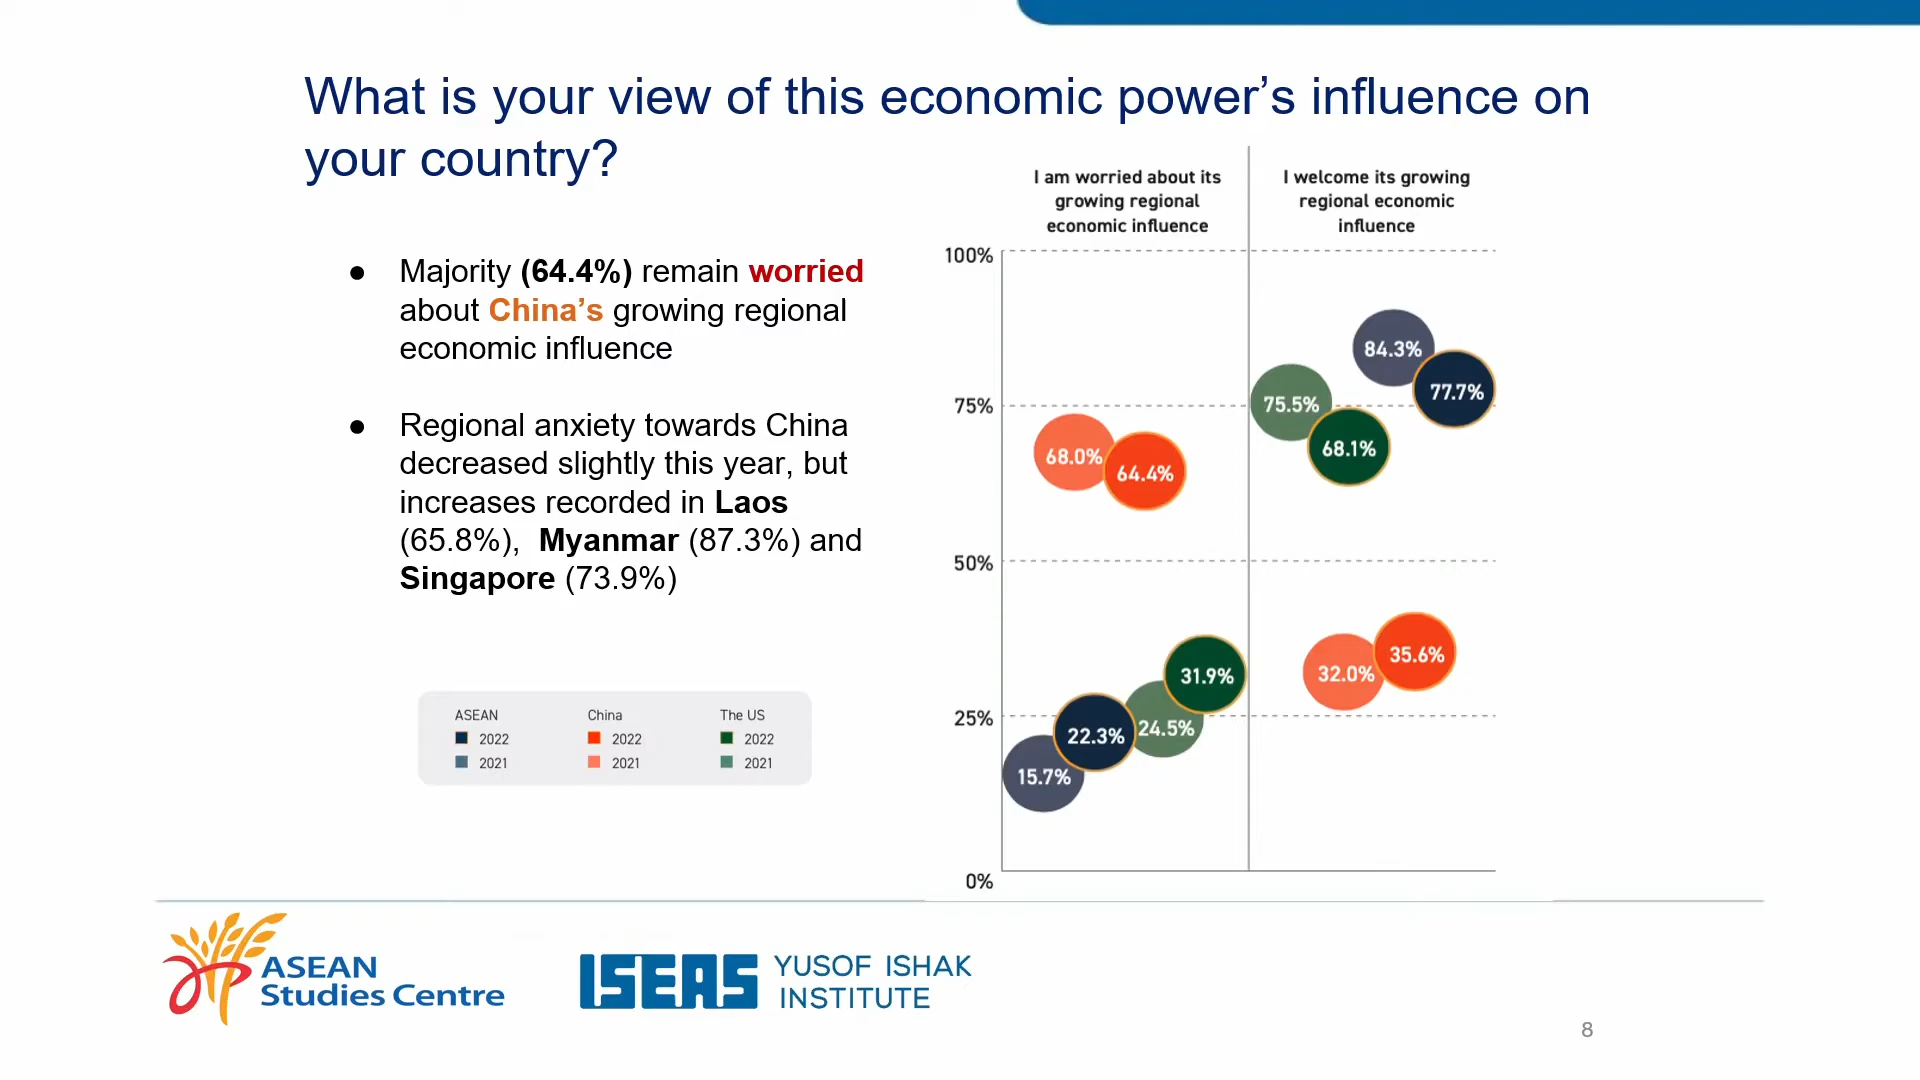 What is your view of this economic power’s influence on
your country?
● Majority (64.4%) remain worried
about China’s growing regional
economic influence
● Regional anxiety towards China
decreased slightly this year, but
increases recorded in Laos
(65.8%), Myanmar (87.3%) and
Singapore (73.9%)
ASEAN
2022
2021
China
2022
2021
The US
2022
2021
I am worried about its
growing regional
economic influence
I welcome its growing
regional economic
influence
100%
75%
50%
25%
0%
68.0%
64.4%
31.9%
24.5%
22.3%
15.7%
84.3%
77.7%
75.5%
68.1%
35.6%
32.0%
ASEAN
Studies Centre
ISEAS
YUSOF ISHAK
INSTITUTE
8